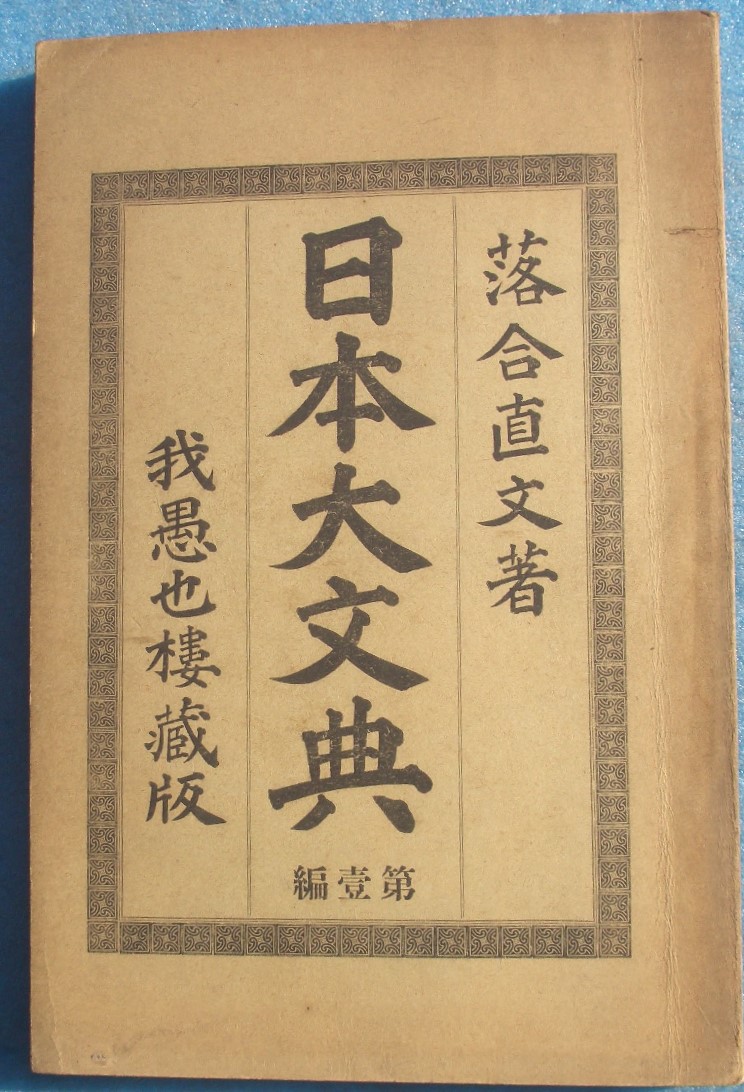 落合直文著
日本大文典
第壹編
我愚也樓藏版